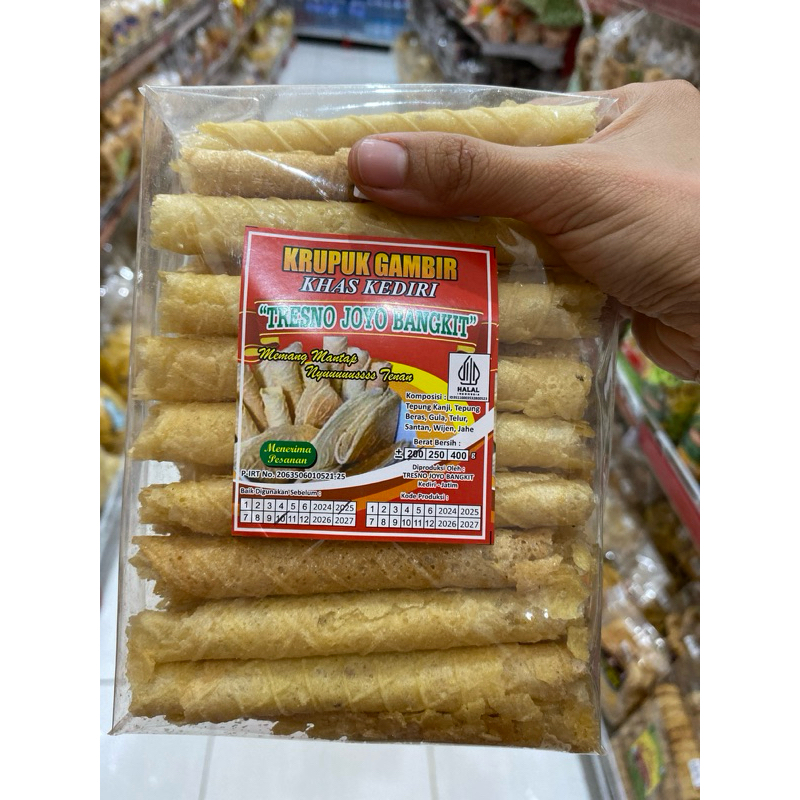 KRUPUK GAMBIR
KHAS KEDIRI
"TRESNO JOYO BANGKIT"
Memang Mantap
Nyuuuuussss Tenan
HALAL
INDONESIA
Komposisi :
Tepung Kanji, Tepung
Beras, Gula, Telur,
Santan, Wijen, Jahe
Berat Bersih :
± 200 250 400 g
Menerima
Pesanan
P-IRT No. 2063506010521-25
Diproduksi Oleh :
TRESNO JOYO BANGKIT
Kediri - Jatim
Baik Digunakan Sebelum :
1 2 3 4 5 6 2024 2025
7 8 9 10 11 12 2026 2027
Kode Produksi :
1 2 3 4 5 6 2024 2025
7 8 9 10 11 12 2026 2027